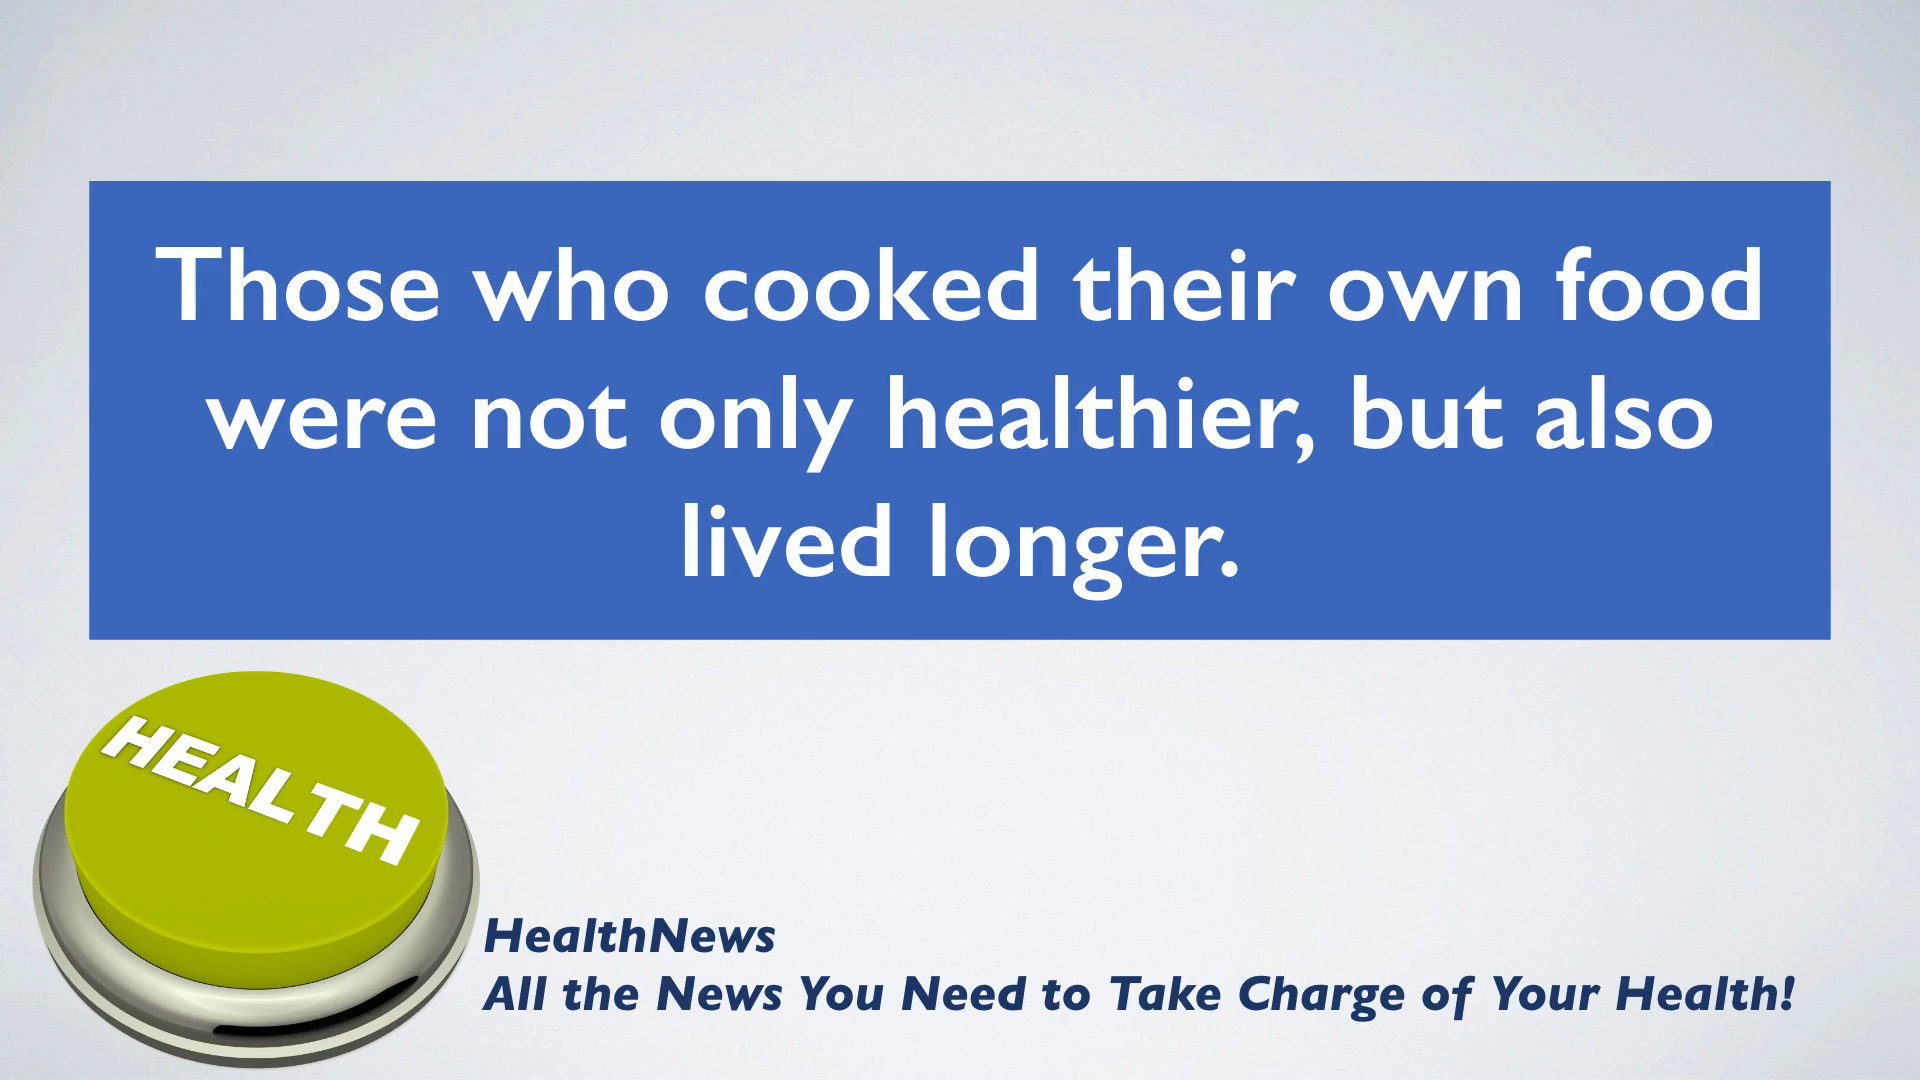 Those who cooked their own food
were not only healthier, but also
lived longer.
HEALTH
HealthNews
All the News You Need to Take Charge of Your Health!